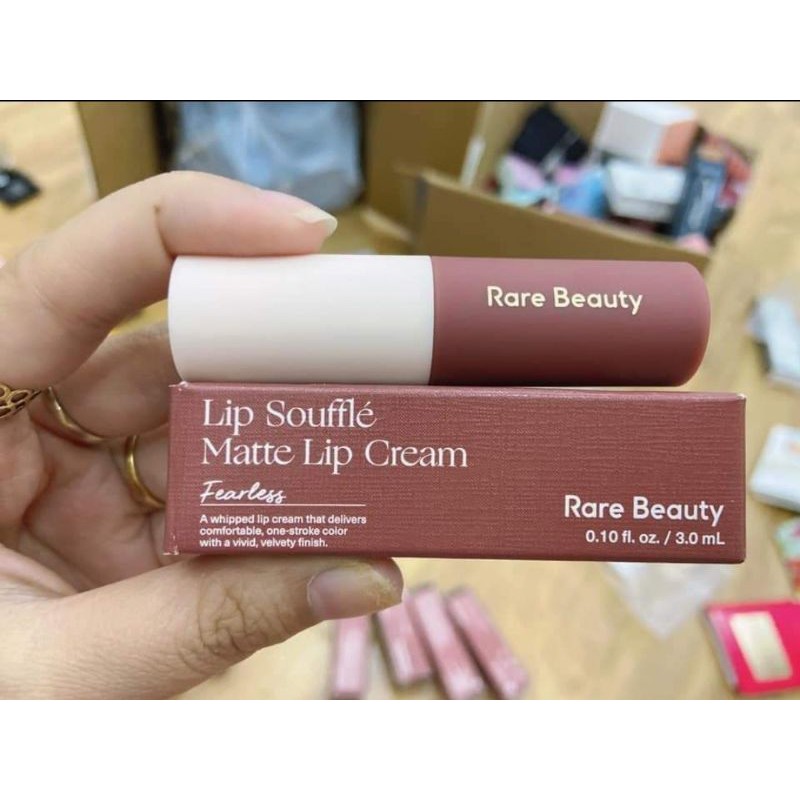 Rare Beauty
Lip Soufflé
Matte Lip Cream
Fearless
A whipped lip cream that delivers
comfortable, one-stroke color
with a vivid, velvety finish.
Rare Beauty
0.10 fl. oz. / 3.0 mL